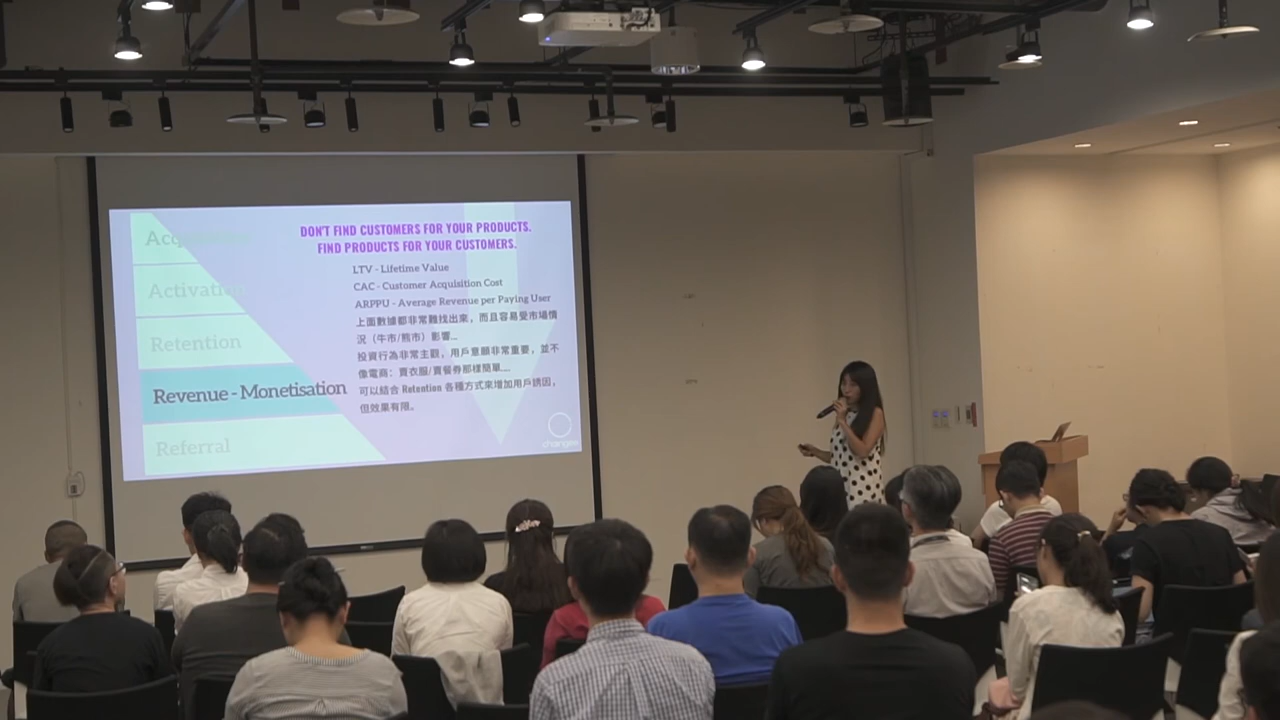 DON'T FIND CUSTOMERS FOR YOUR PRODUCTS.
FIND PRODUCTS FOR YOUR CUSTOMERS.
Activation
Retention
Revenue - Monetisation
Referral
LTV - Lifetime Value
CAC - Customer Acquisition Cost
ARPPU - Average Revenue per Paying User
上面數據都非常難找出來，而且容易受市場情
況（牛市/熊市）影響...
投資行為非常主觀，用戶意願非常重要，並不
像電商：賣衣服/賣餐券那樣簡單....
可以結合 Retention 各種方式來增加用戶誘因，
但效果有限。
changee